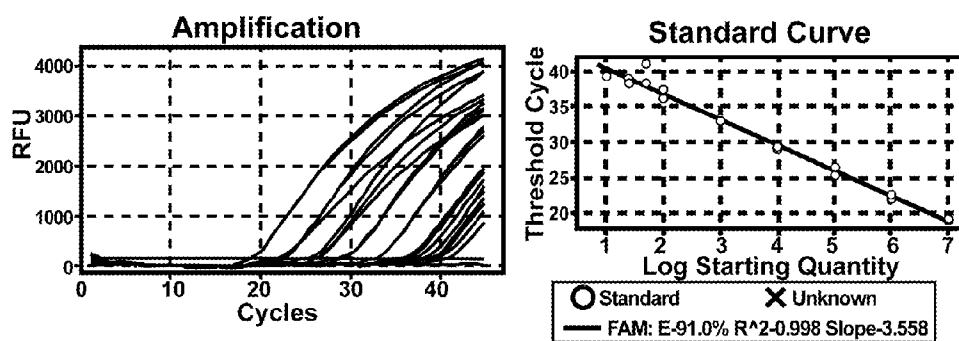 Amplification
RFU
4000
3000
2000
1000
0
0
10
20
30
40
Cycles
Standard Curve
Threshold Cycle
40
35
30
25
20
1
2
3
4
5
6
7
Log Starting Quantity
Standard
Unknown
FAM: E-91.0% R^2-0.998 Slope-3.558